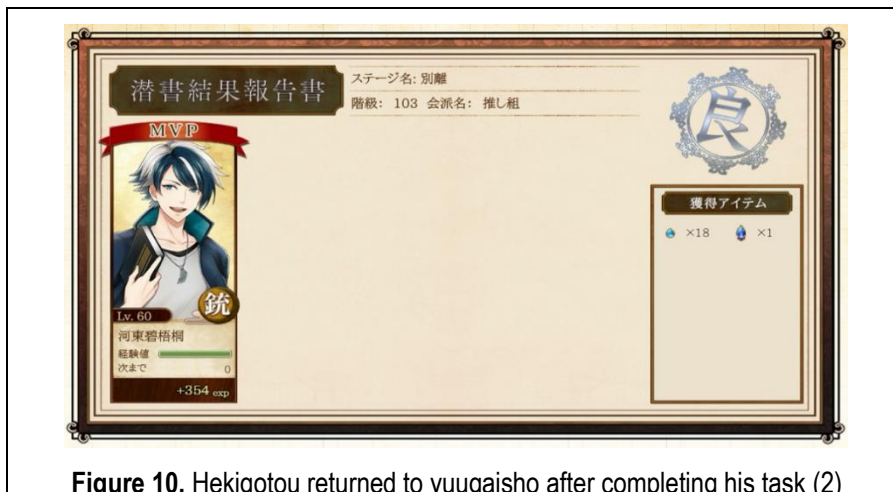 潜書結果報告書
ステージ名: 別離
階級: 103 会派名: 推し組
良
MVP
銃
Lv. 60
河東碧梧桐
経験値
次まで 0
+354 exp
獲得アイテム
×18 ×1
Figure 10. Hekigotou returned to yuugaisho after completing his task (2)